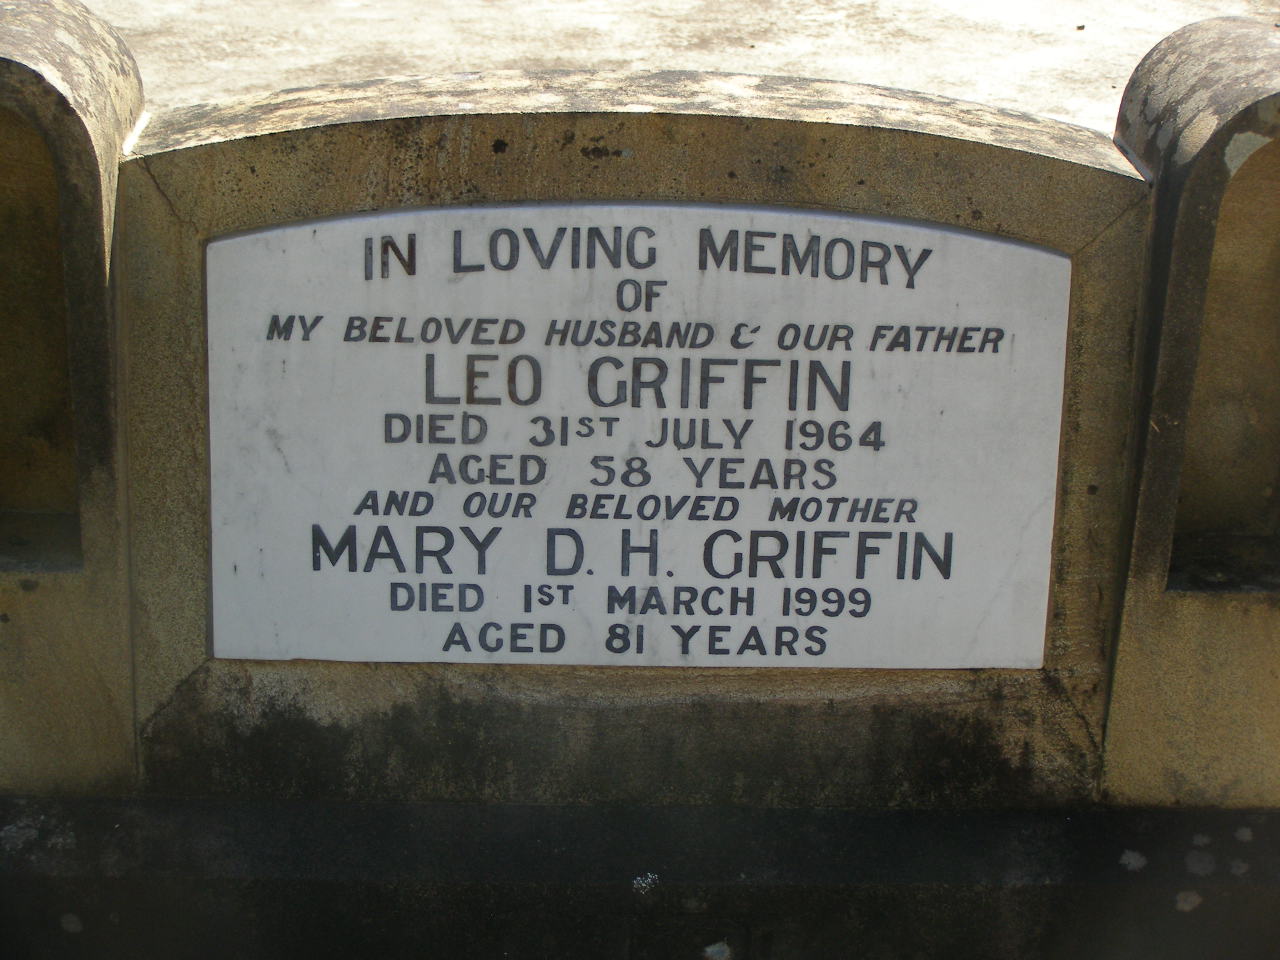 IN LOVING MEMORY
OF
MY BELOVED HUSBAND & OUR FATHER
LEO GRIFFIN
DIED 31ST JULY 1964
AGED 58 YEARS
AND OUR BELOVED MOTHER
MARY D. H. GRIFFIN
DIED 1ST MARCH 1999
AGED 81 YEARS